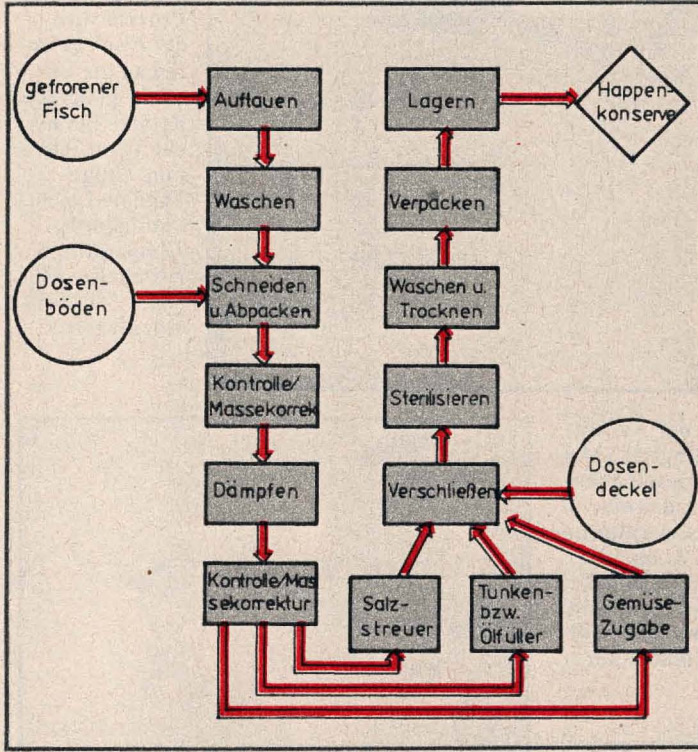 gefrorener
Fisch
Auftauen
Waschen
Dosen-
böden
Schneiden
u. Abpacken
Kontrolle/
Massekorrek
Dämpfen
Kontrolle/Mas
sekorrektur
Salz-
streuer
Tunken-
bzw.
Ölfüller
Gemüse-
Zugabe
Verschließen
Dosen-
deckel
Sterilisieren
Waschen u.
Trocknen
Verpacken
Lagern
Happen-
konserve